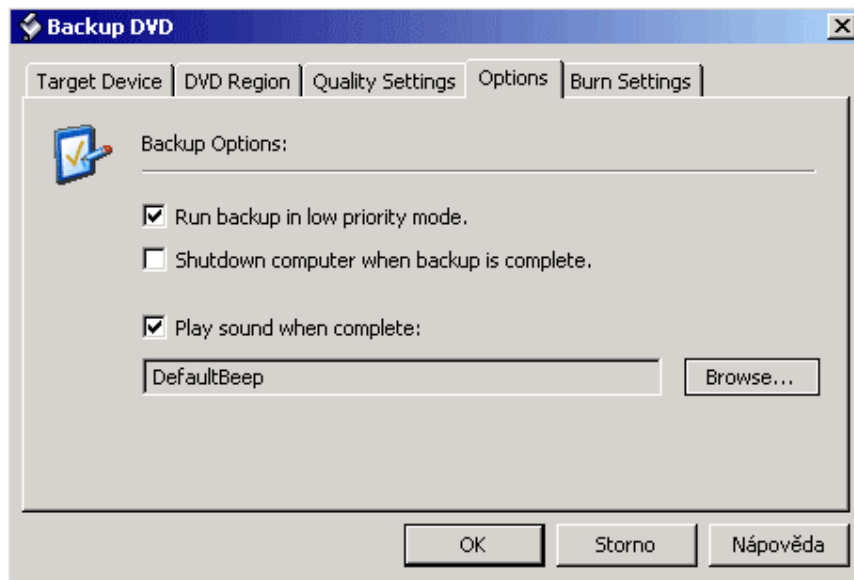 Backup DVD
Target Device DVD Region Quality Settings Options Burn Settings
Backup Options:
Run backup in low priority mode.
Shutdown computer when backup is complete.
Play sound when complete:
DefaultBeep Browse...
OK Storno Nápověda